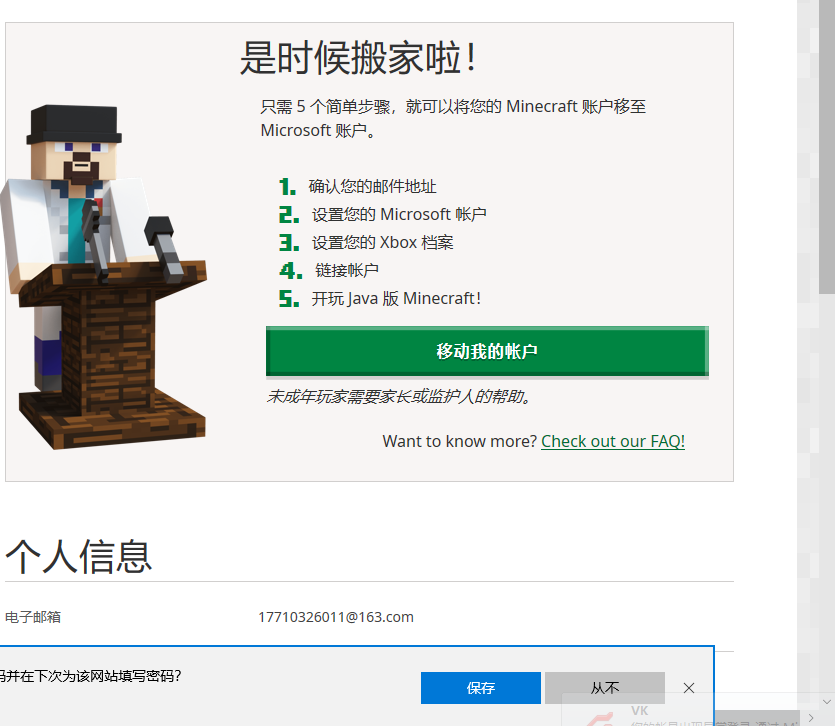 是时候搬家啦！
只需 5 个简单步骤，就可以将您的 Minecraft 账户移至
Microsoft 账户。
1. 确认您的邮件地址
2. 设置您的 Microsoft 帐户
3. 设置您的 Xbox 档案
4. 链接帐户
5. 开玩 Java 版 Minecraft！
移动我的帐户
未成年玩家需要家长或监护人的帮助。
Want to know more? Check out our FAQ!
个人信息
电子邮箱 17710326011@163.com
码并在下次为该网站填写密码?
保存 从不
VK